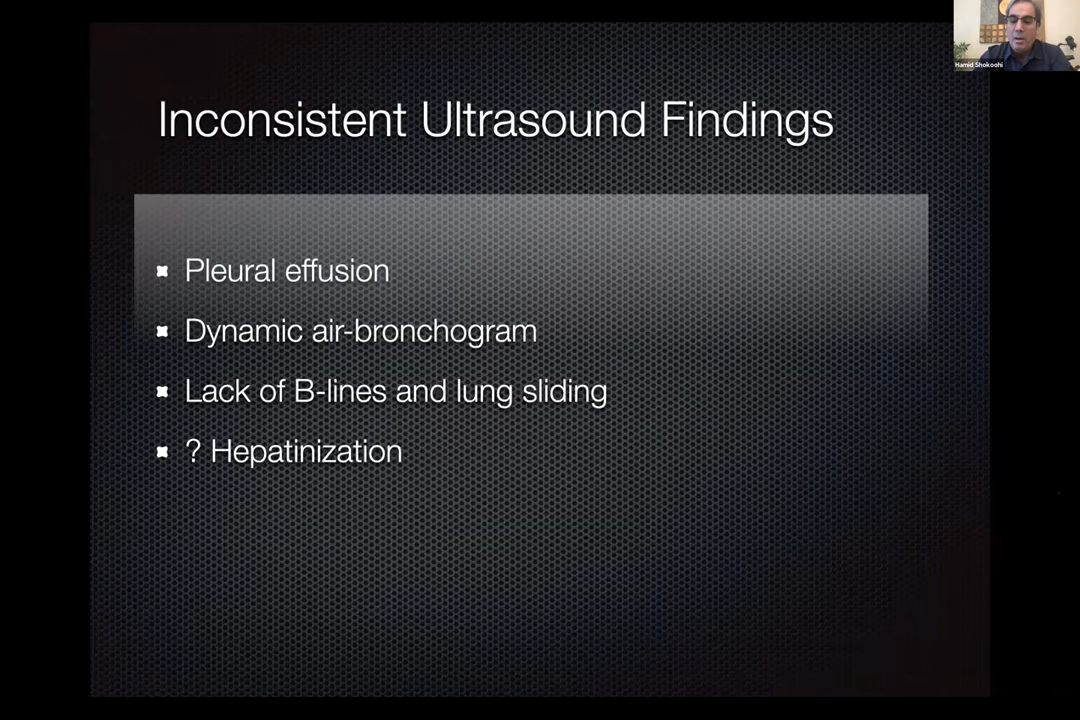 Hamid Shokoohi
Inconsistent Ultrasound Findings
Pleural effusion
Dynamic air-bronchogram
Lack of B-lines and lung sliding
? Hepatinization